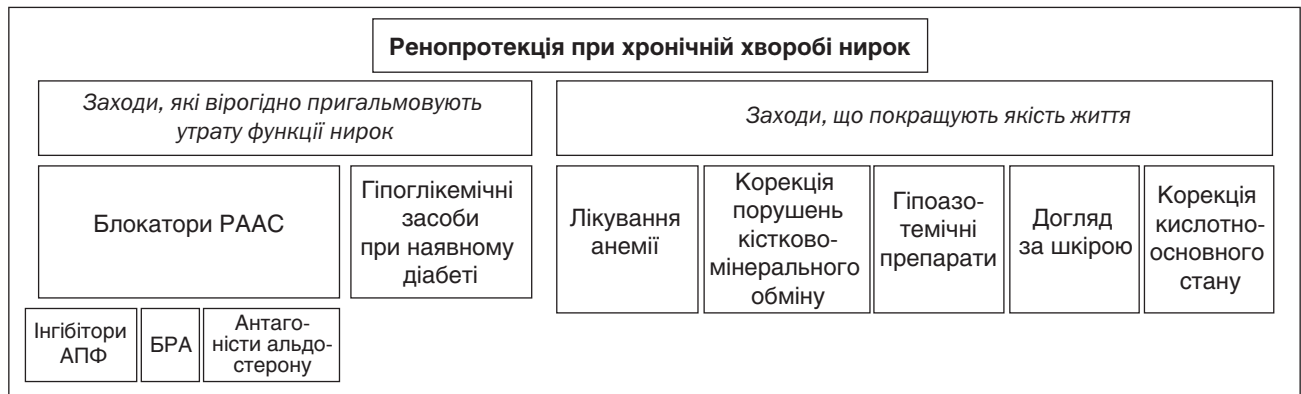 Ренопротекція при хронічній хворобі нирок
Заходи, які вірогідно пригальмовують
утрату функції нирок
Заходи, що покращують якість життя
Блокатори РААС
Гіпоглікемічні
засоби
при наявному
діабеті
Лікування
анемії
Корекція
порушень
кістково-
мінерального
обміну
Гіпоазо-
темічні
препарати
Догляд
за шкірою
Корекція
кислотно-
основного
стану
Інгібітори
АПФ
БРА
Антаго-
ністи альдо-
стерону